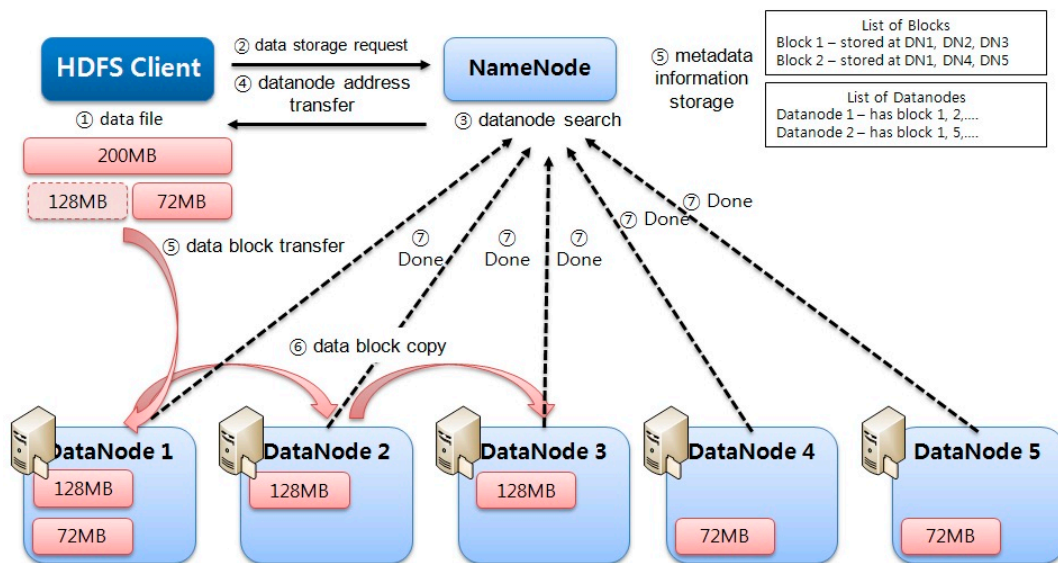 HDFS Client
② data storage request
④ datanode address
transfer
NameNode
③ datanode search
⑤ metadata
information
storage
List of Blocks
Block 1 – stored at DN1, DN2, DN3
Block 2 – stored at DN1, DN4, DN5
List of Datanodes
Datanode 1 – has block 1, 2,....
Datanode 2 – has block 1, 5,....
① data file
200MB
128MB
72MB
⑤ data block transfer
⑦
Done
⑦
Done
⑦
Done
⑦
Done
⑦ Done
⑥ data block copy
DataNode 1
128MB
72MB
DataNode 2
128MB
DataNode 3
128MB
DataNode 4
72MB
DataNode 5
72MB